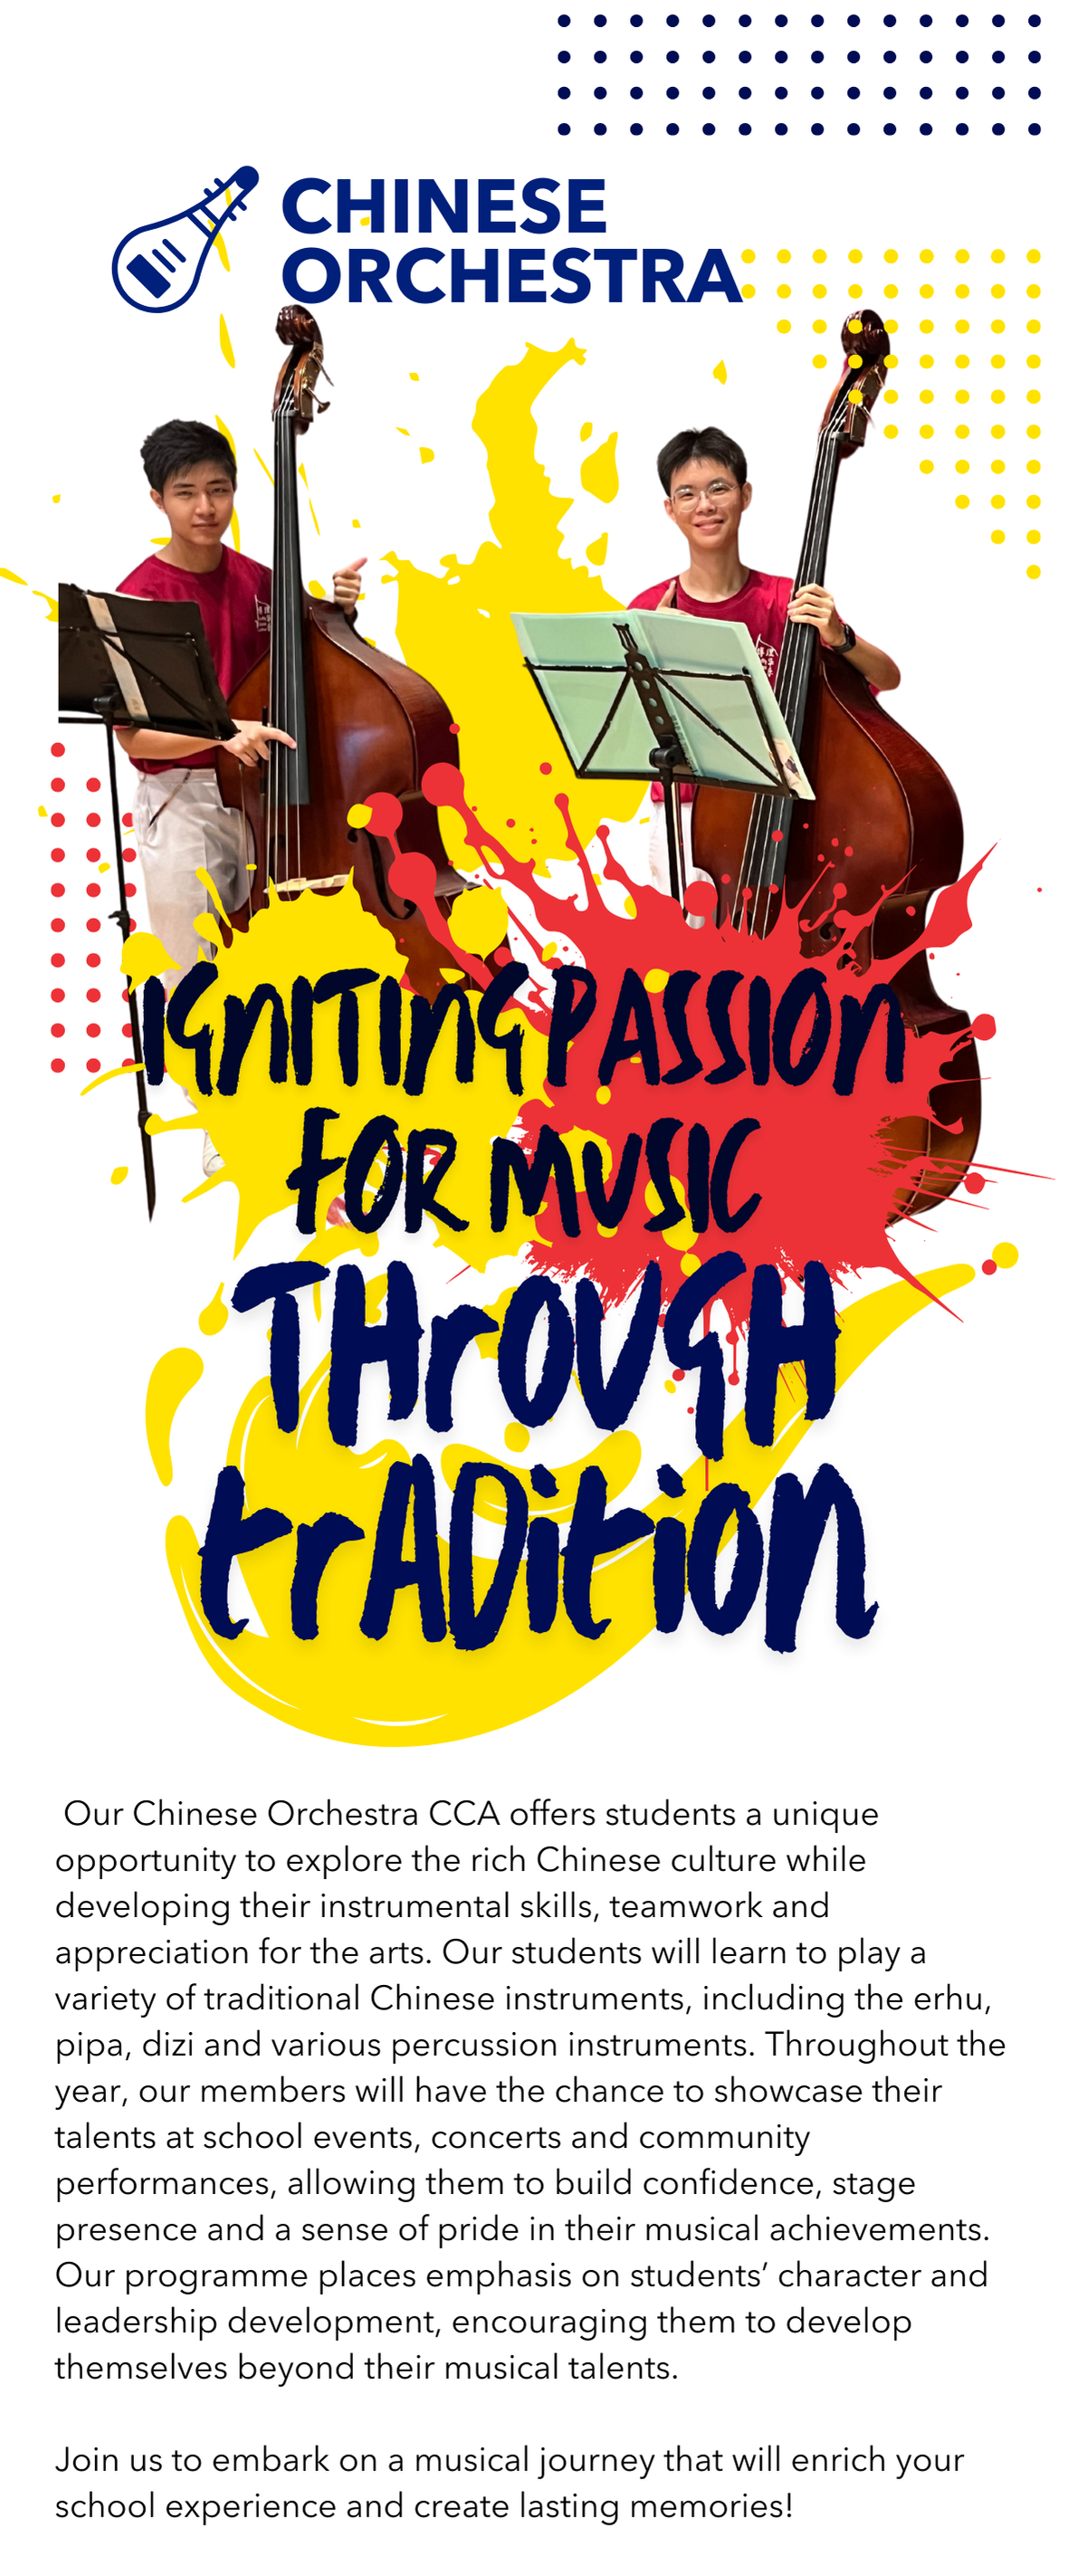 CHINESE
ORCHESTRA
IGNITING PASSION
FOR MUSIC
THrOUGH
trADition
Our Chinese Orchestra CCA offers students a unique
opportunity to explore the rich Chinese culture while
developing their instrumental skills, teamwork and
appreciation for the arts. Our students will learn to play a
variety of traditional Chinese instruments, including the erhu,
pipa, dizi and various percussion instruments. Throughout the
year, our members will have the chance to showcase their
talents at school events, concerts and community
performances, allowing them to build confidence, stage
presence and a sense of pride in their musical achievements.
Our programme places emphasis on students’ character and
leadership development, encouraging them to develop
themselves beyond their musical talents.
Join us to embark on a musical journey that will enrich your
school experience and create lasting memories!